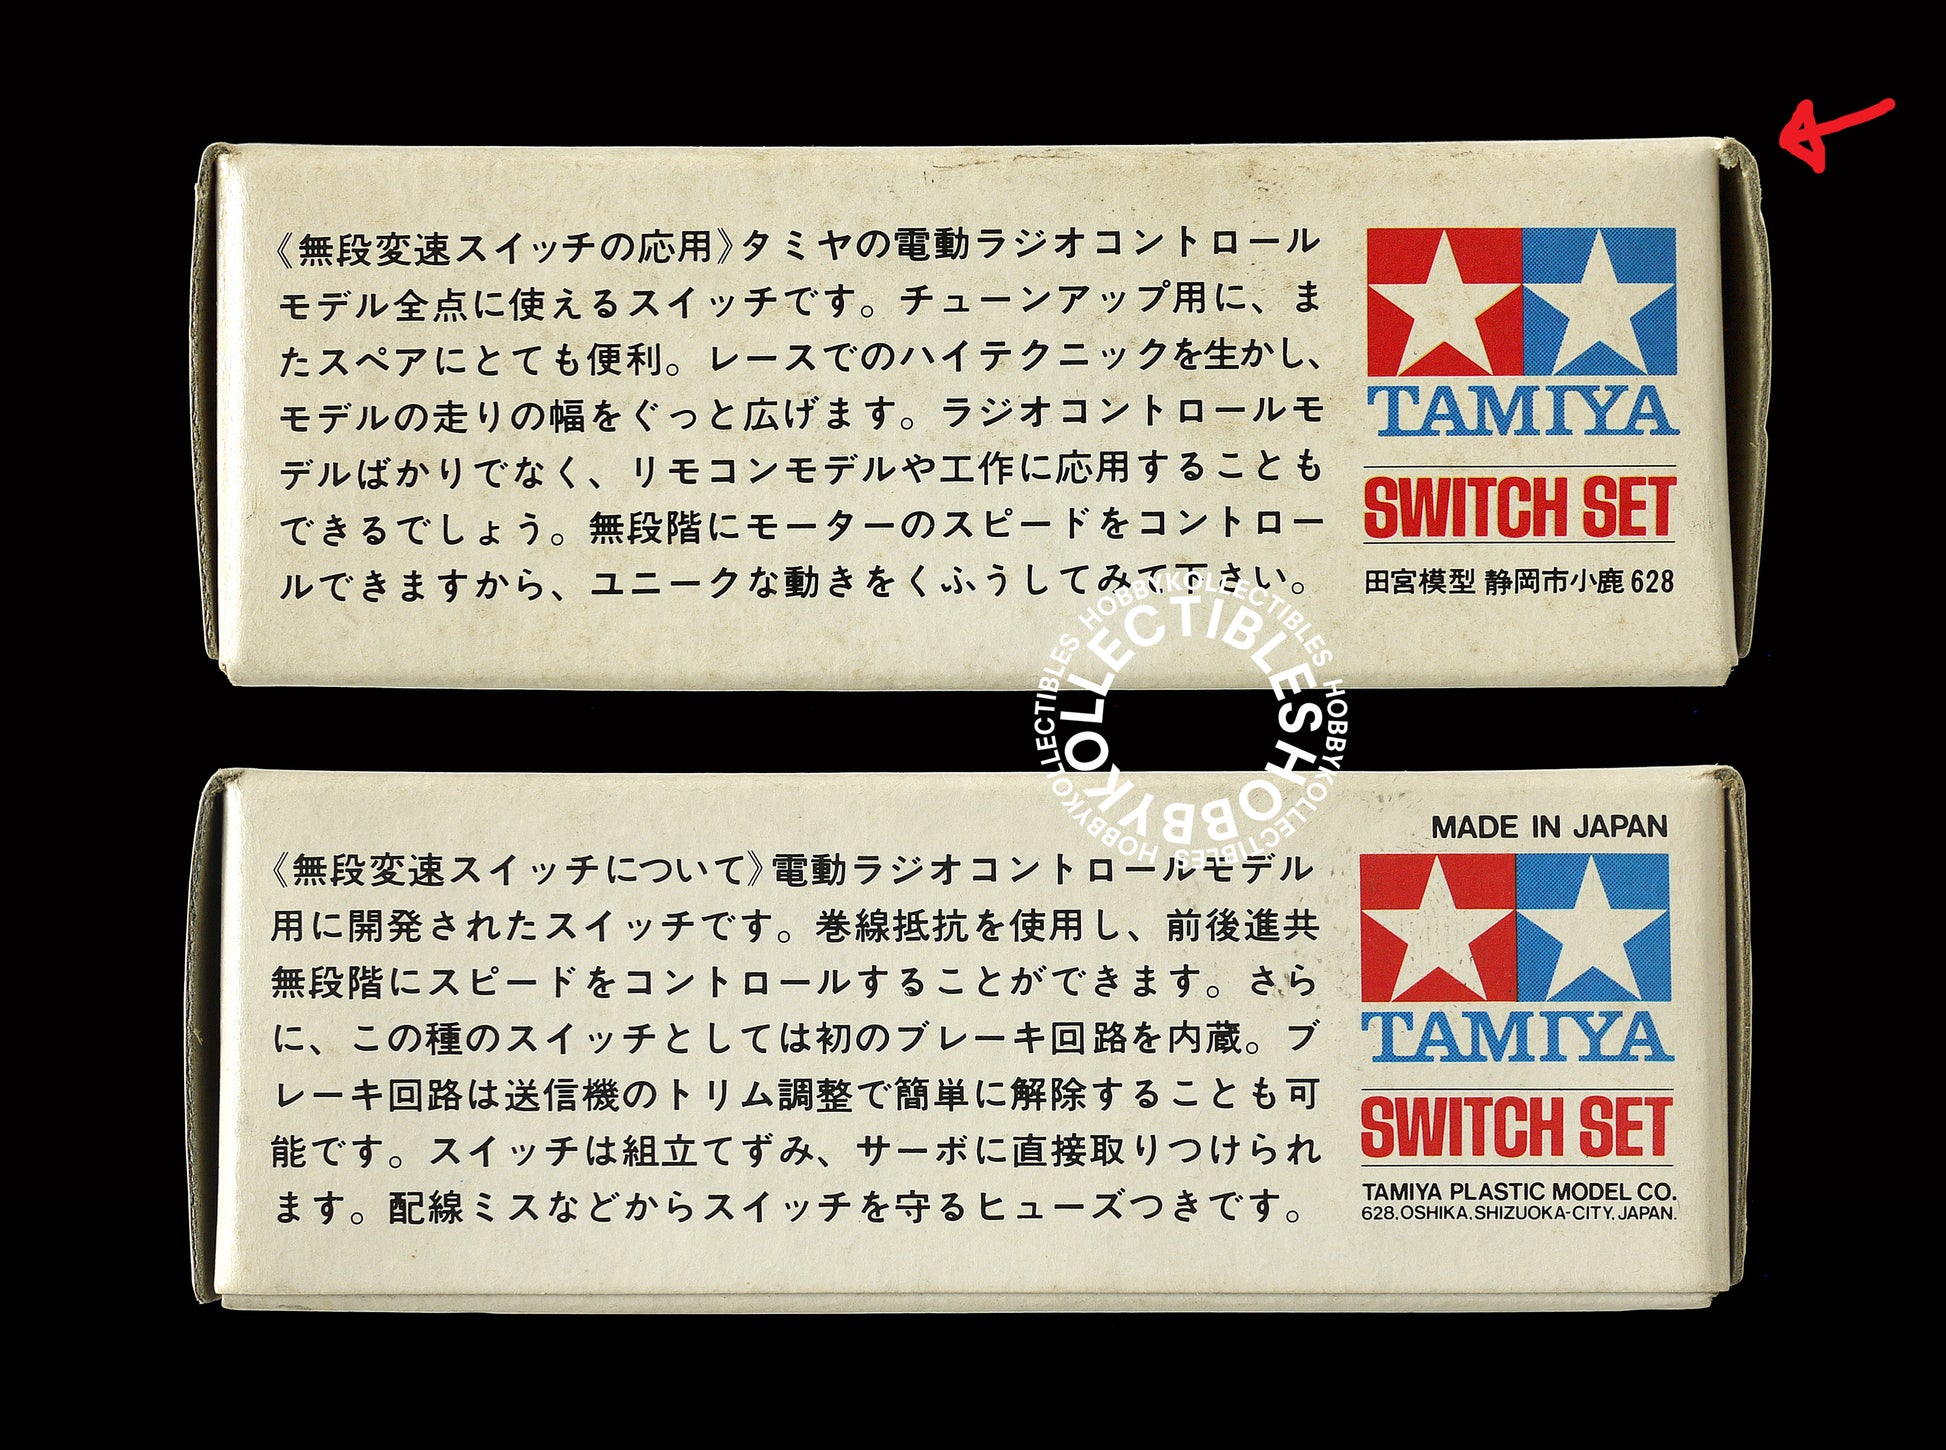 《無段変速スイッチの応用》タミヤの電動ラジオコントロール
モデル全点に使えるスイッチです。チューンアップ用に、ま
たスペアにとても便利。レースでのハイテクニックを生かし、
モデルの走りの幅をぐっと広げます。ラジオコントロールモ
デルばかりでなく、リモコンモデルや工作に応用することも
できるでしょう。無段階にモーターのスピードをコントロー
ルできますから、ユニークな動きをくふうしてみて下さい。
TAMIYA
SWITCH SET
田宮模型 静岡市小鹿628
HOBBYKOLLECTIBLES HOBBYKOLLECTIBLES HOBBYKOLLECTIBLES HOBBYKOLLECTIBLES
HOBBYKOLLECTIBLES
MADE IN JAPAN
《無段変速スイッチについて》電動ラジオコントロールモデル
用に開発されたスイッチです。巻線抵抗を使用し、前後進共
無段階にスピードをコントロールすることができます。さら
に、この種のスイッチとしては初のブレーキ回路を内蔵。ブ
レーキ回路は送信機のトリム調整で簡単に解除することも可
能です。スイッチは組立てずみ、サーボに直接取りつけられ
ます。配線ミスなどからスイッチを守るヒューズつきです。
TAMIYA
SWITCH SET
TAMIYA PLASTIC MODEL CO.
628, OSHIKA, SHIZUOKA-CITY, JAPAN.